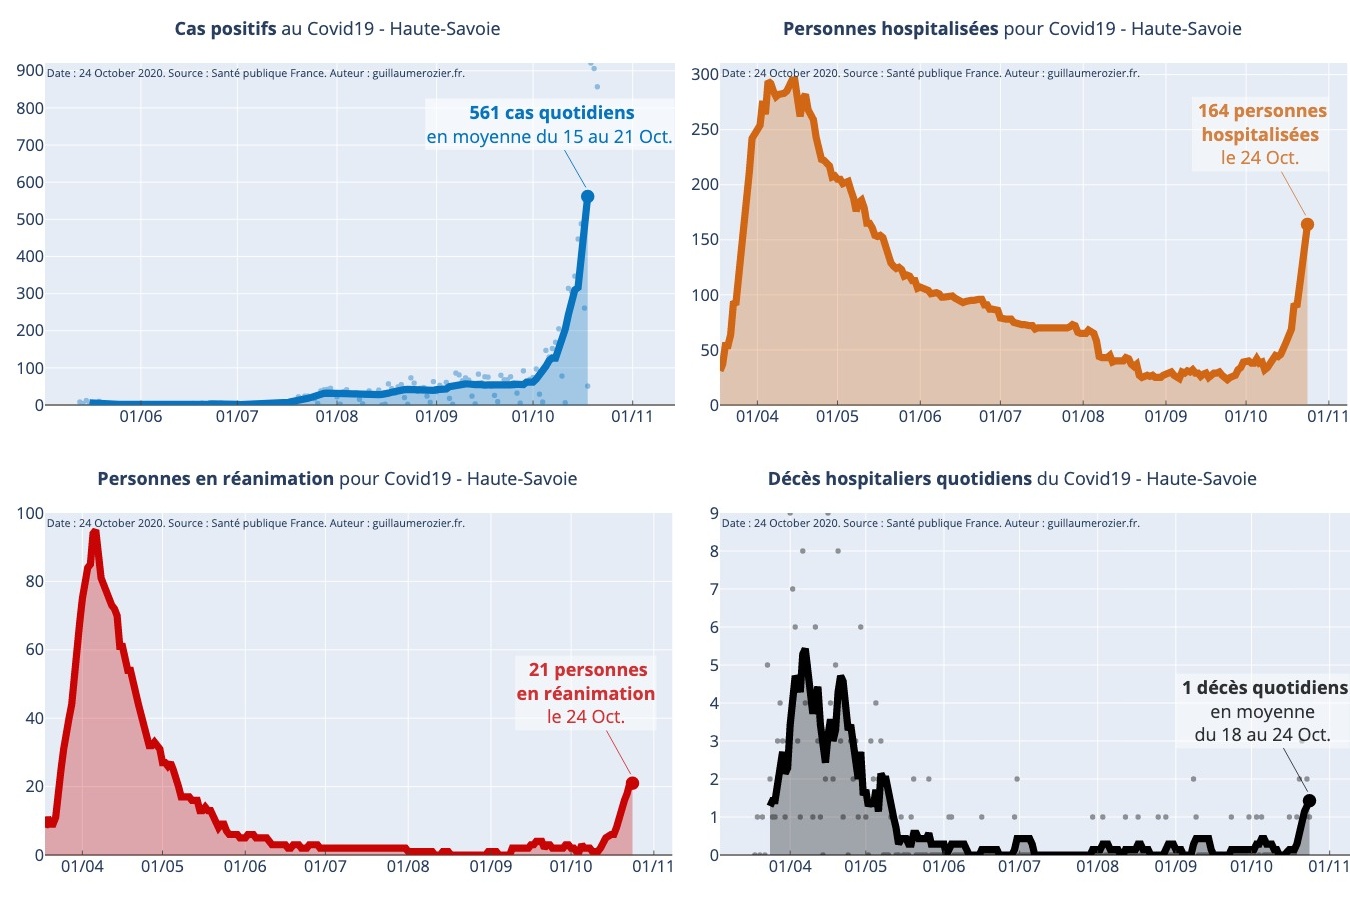 Cas positifs au Covid19 - Haute-Savoie
Date : 24 October 2020. Source : Santé publique France. Auteur : guillaumerozier.fr.
900
800
700
600
500
400
300
200
100
0
561 cas quotidiens
en moyenne du 15 au 21 Oct.
01/06 01/07 01/08 01/09 01/10 01/11
Personnes hospitalisées pour Covid19 - Haute-Savoie
Date : 24 October 2020. Source : Santé publique France. Auteur : guillaumerozier.fr.
300
250
200
150
100
50
0
164 personnes
hospitalisées
le 24 Oct.
01/04 01/05 01/06 01/07 01/08 01/09 01/10 01/11
Personnes en réanimation pour Covid19 - Haute-Savoie
Date : 24 October 2020. Source : Santé publique France. Auteur : guillaumerozier.fr.
100
80
60
40
20
0
21 personnes
en réanimation
le 24 Oct.
01/04 01/05 01/06 01/07 01/08 01/09 01/10 01/11
Décès hospitaliers quotidiens du Covid19 - Haute-Savoie
Date : 24 October 2020. Source : Santé publique France. Auteur : guillaumerozier.fr.
9
8
7
6
5
4
3
2
1
0
1 décès quotidiens
en moyenne
du 18 au 24 Oct.
01/04 01/05 01/06 01/07 01/08 01/09 01/10 01/11